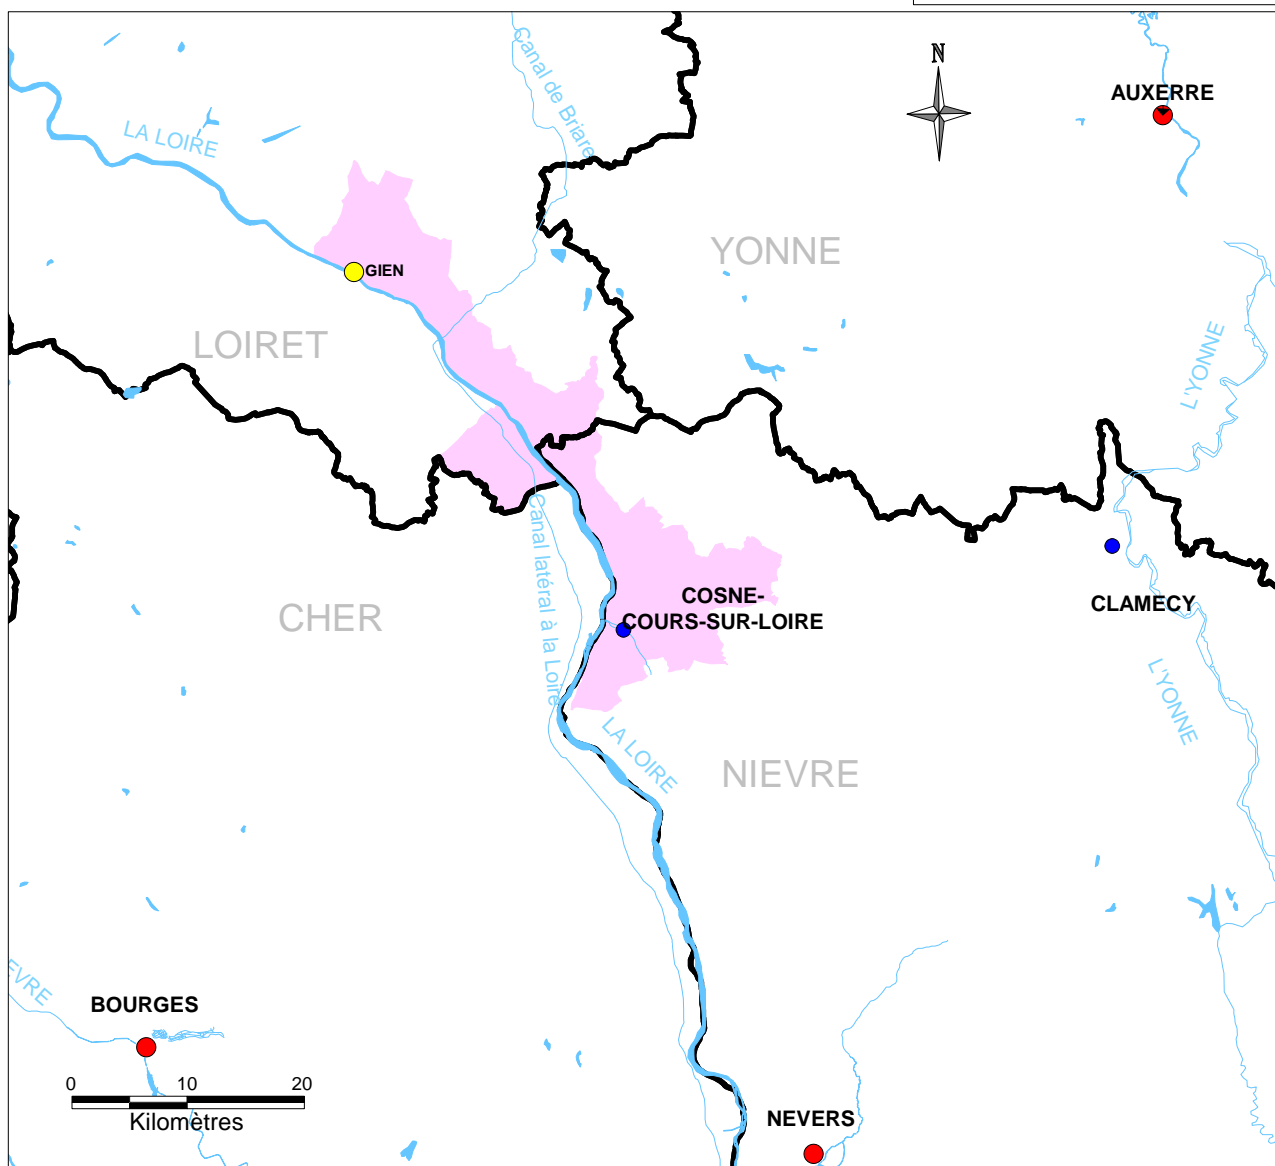 N
AUXERRE
Canal de Briare
LA LOIRE
YONNE
GIEN
LOIRET
L'YONNE
Canal latéral à la Loire
COSNE-
COURS-SUR-LOIRE
CLAMECY
CHER
L'YONNE
LA LOIRE
NIEVRE
EVRE
BOURGES
0 10 20
Kilomètres
NEVERS